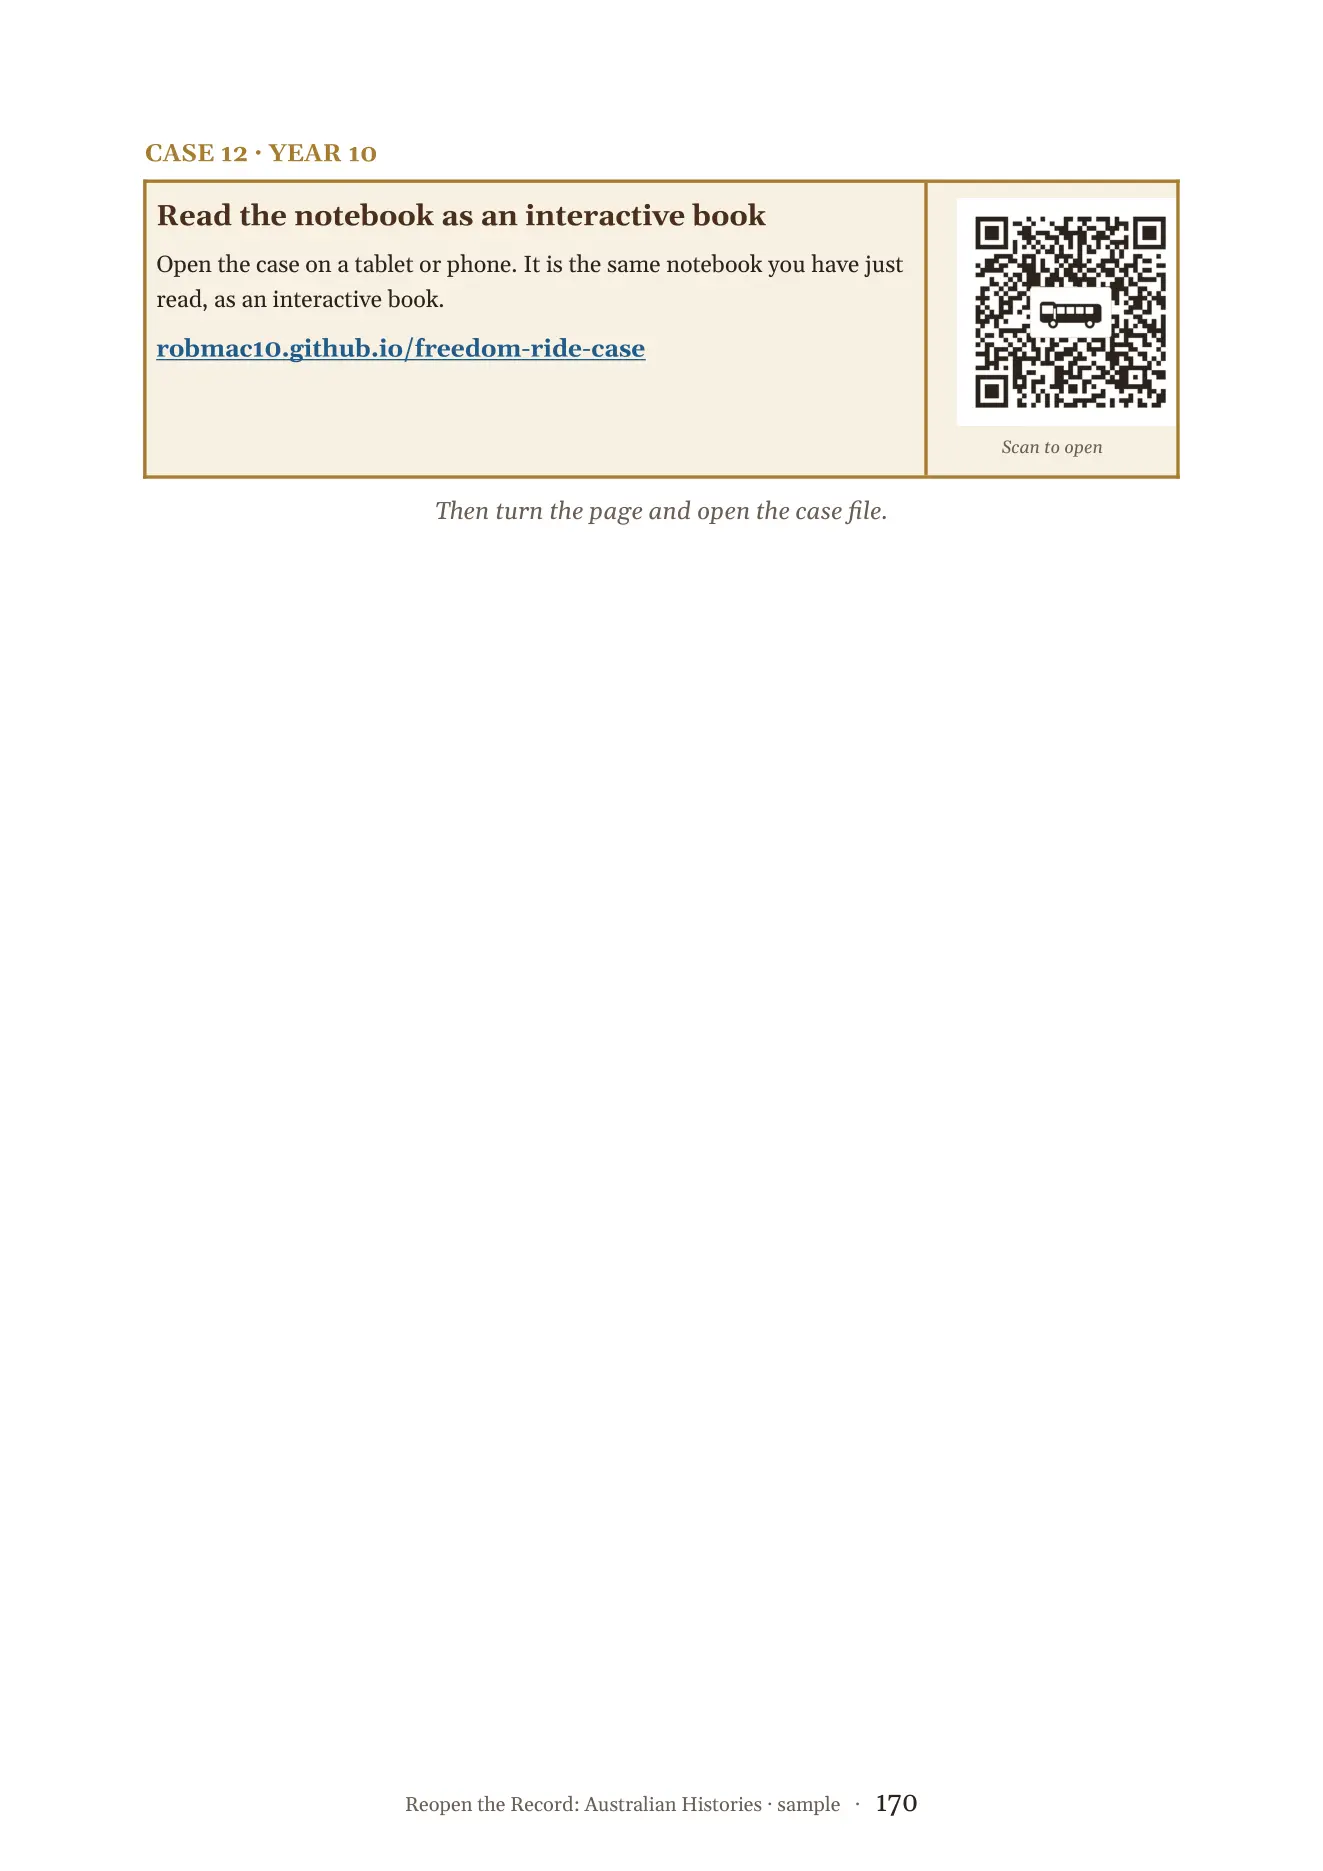 CASE 12 · YEAR 10
Read the notebook as an interactive book
Open the case on a tablet or phone. It is the same notebook you have just
read, as an interactive book.
robmac10.github.io/freedom-ride-case
Scan to open
Then turn the page and open the case file.
Reopen the Record: Australian Histories · sample · 170